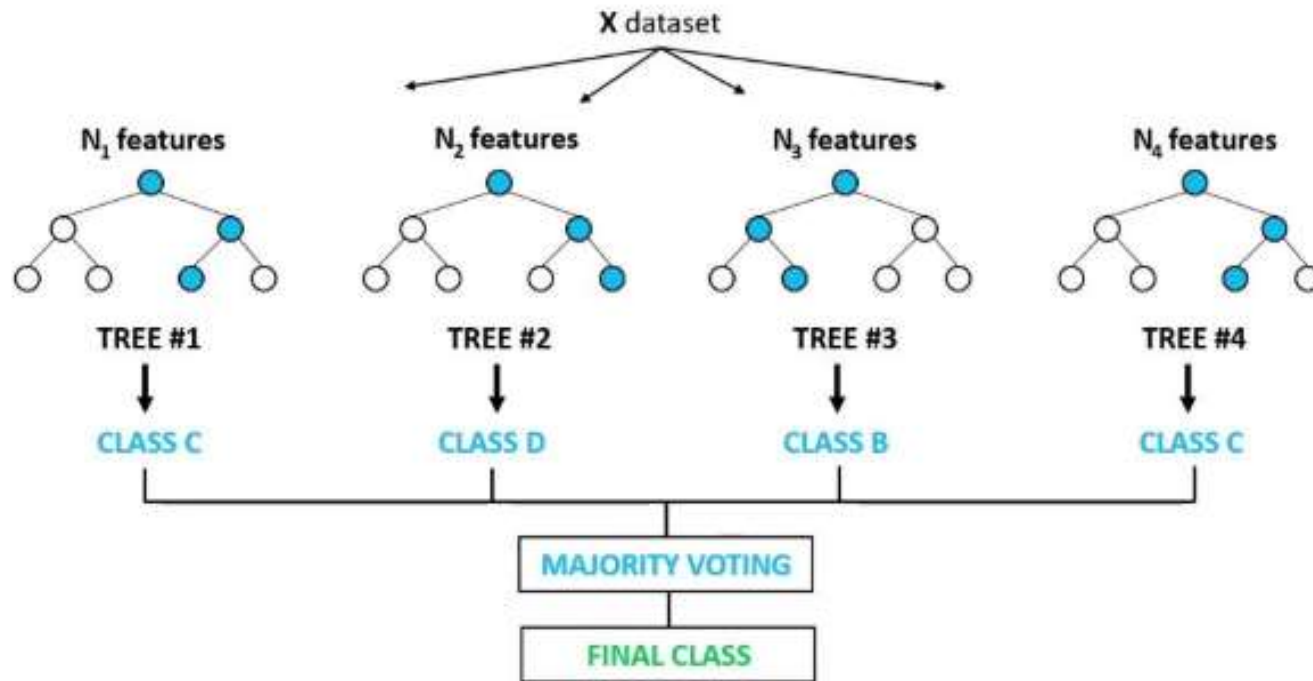 X dataset
N₁ features
N₂ features
N₃ features
N₄ features
TREE #1
TREE #2
TREE #3
TREE #4
CLASS C
CLASS D
CLASS B
CLASS C
MAJORITY VOTING
FINAL CLASS